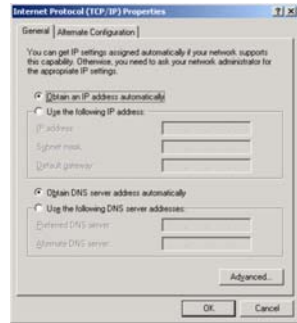 Internet Protocol (TCP/IP) Properties
General
Alternate Configuration
You can get IP settings assigned automatically if your network supports
this capability. Otherwise, you need to ask your network administrator for
the appropriate IP settings.
Obtain an IP address automatically
Use the following IP address:
IP address:
Subnet mask:
Default gateway:
Obtain DNS server address automatically
Use the following DNS server addresses:
Preferred DNS server:
Alternate DNS server:
Advanced...
OK
Cancel